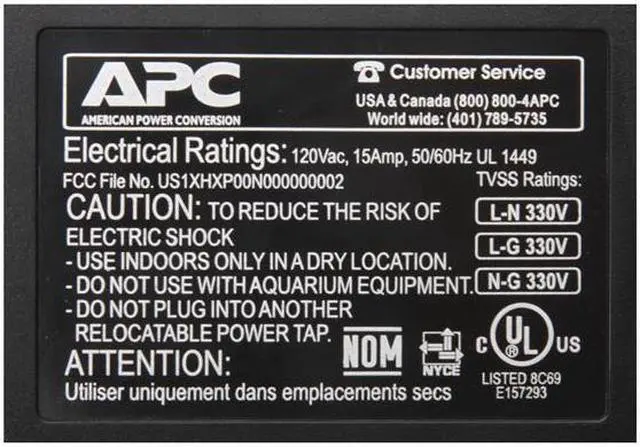 APC
AMERICAN POWER CONVERSION
Customer Service
USA & Canada (800) 800-4APC
World wide: (401) 789-5735
Electrical Ratings: 120Vac, 15Amp, 50/60Hz UL 1449
FCC File No. US1XHXP00N000000002
TVSS Ratings:
L-N 330V
L-G 330V
N-G 330V
CAUTION: TO REDUCE THE RISK OF
ELECTRIC SHOCK
- USE INDOORS ONLY IN A DRY LOCATION.
- DO NOT USE WITH AQUARIUM EQUIPMENT.
- DO NOT PLUG INTO ANOTHER
RELOCATABLE POWER TAP.
NOM
NYCE
C UL US
®
LISTED 8C69
E157293
ATTENTION:
Utiliser uniquement dans emplacements secs